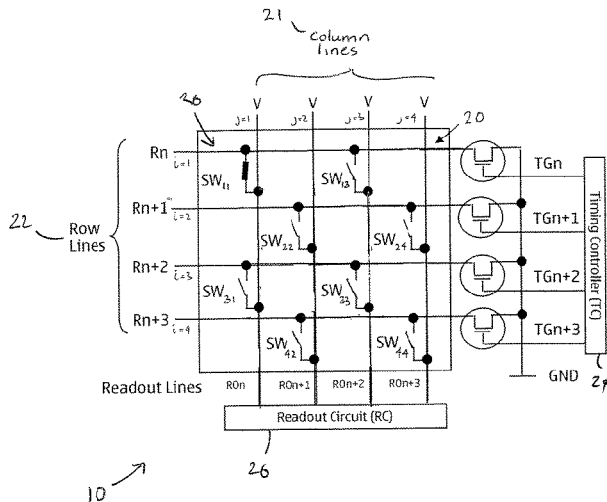 21
column
lines
V V V V
j=1 j=2 j=3 j=4
20 20
Rn
i=1
TGn
SW11 SW13
Rn+1
i=2
TGn+1
22
Row
Lines
SW22 SW24
Rn+2
i=3
TGn+2
SW31 SW33
Rn+3
i=4
TGn+3
SW42 SW44
Timing Controller (TC)
GND
Readout Lines ROn ROn+1 ROn+2 ROn+3
Readout Circuit (RC)
26
10